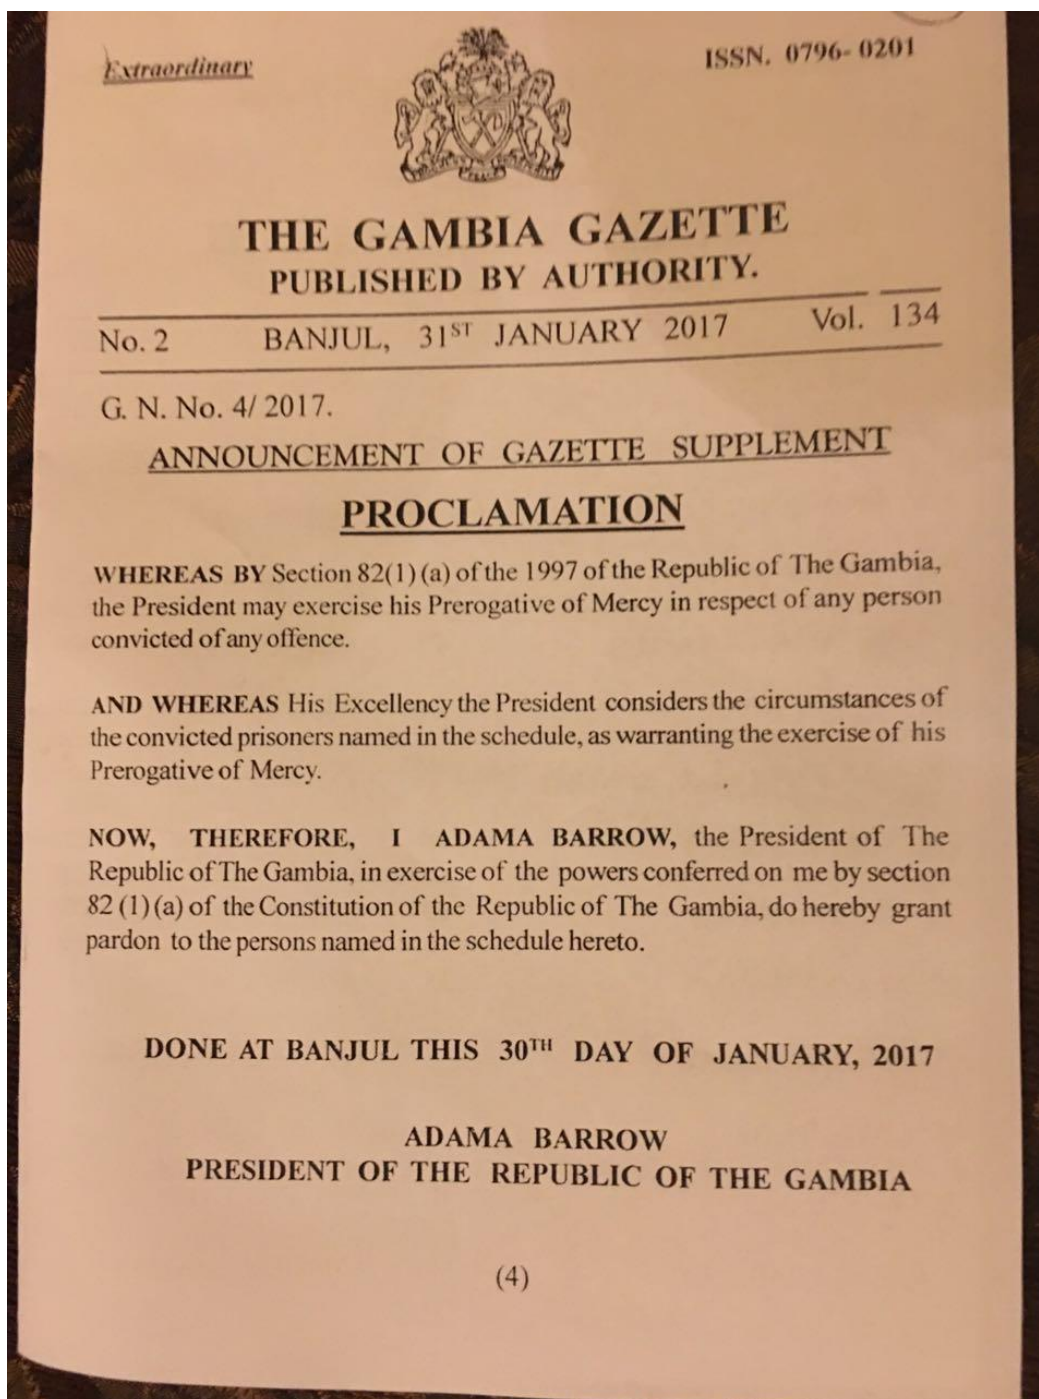 Extraordinary
ISSN. 0796-0201
THE GAMBIA GAZETTE
PUBLISHED BY AUTHORITY.
No. 2 BANJUL, 31ST JANUARY 2017 Vol. 134
G. N. No. 4/ 2017.
ANNOUNCEMENT OF GAZETTE SUPPLEMENT
PROCLAMATION
WHEREAS BY Section 82(1) (a) of the 1997 of the Republic of The Gambia,
the President may exercise his Prerogative of Mercy in respect of any person
convicted of any offence.
AND WHEREAS His Excellency the President considers the circumstances of
the convicted prisoners named in the schedule, as warranting the exercise of his
Prerogative of Mercy.
NOW, THEREFORE, I ADAMA BARROW, the President of The
Republic of The Gambia, in exercise of the powers conferred on me by section
82 (1) (a) of the Constitution of the Republic of The Gambia, do hereby grant
pardon to the persons named in the schedule hereto.
DONE AT BANJUL THIS 30TH DAY OF JANUARY, 2017
ADAMA BARROW
PRESIDENT OF THE REPUBLIC OF THE GAMBIA
(4)